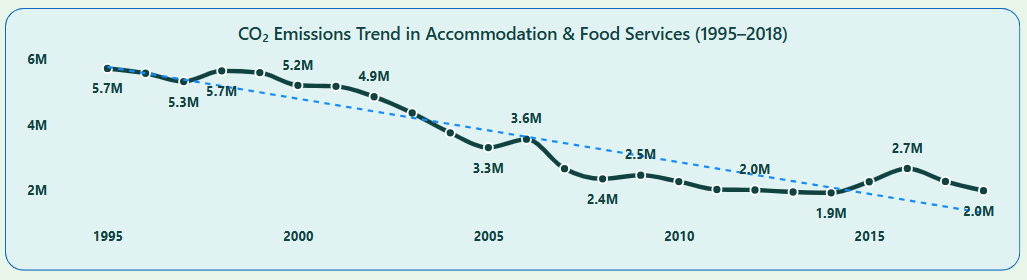 CO₂ Emissions Trend in Accommodation & Food Services (1995–2018)
6M
4M
2M
5.7M
5.3M
5.7M
5.2M
4.9M
3.3M
3.6M
2.4M
2.5M
2.0M
1.9M
2.7M
2.0M
1995 2000 2005 2010 2015